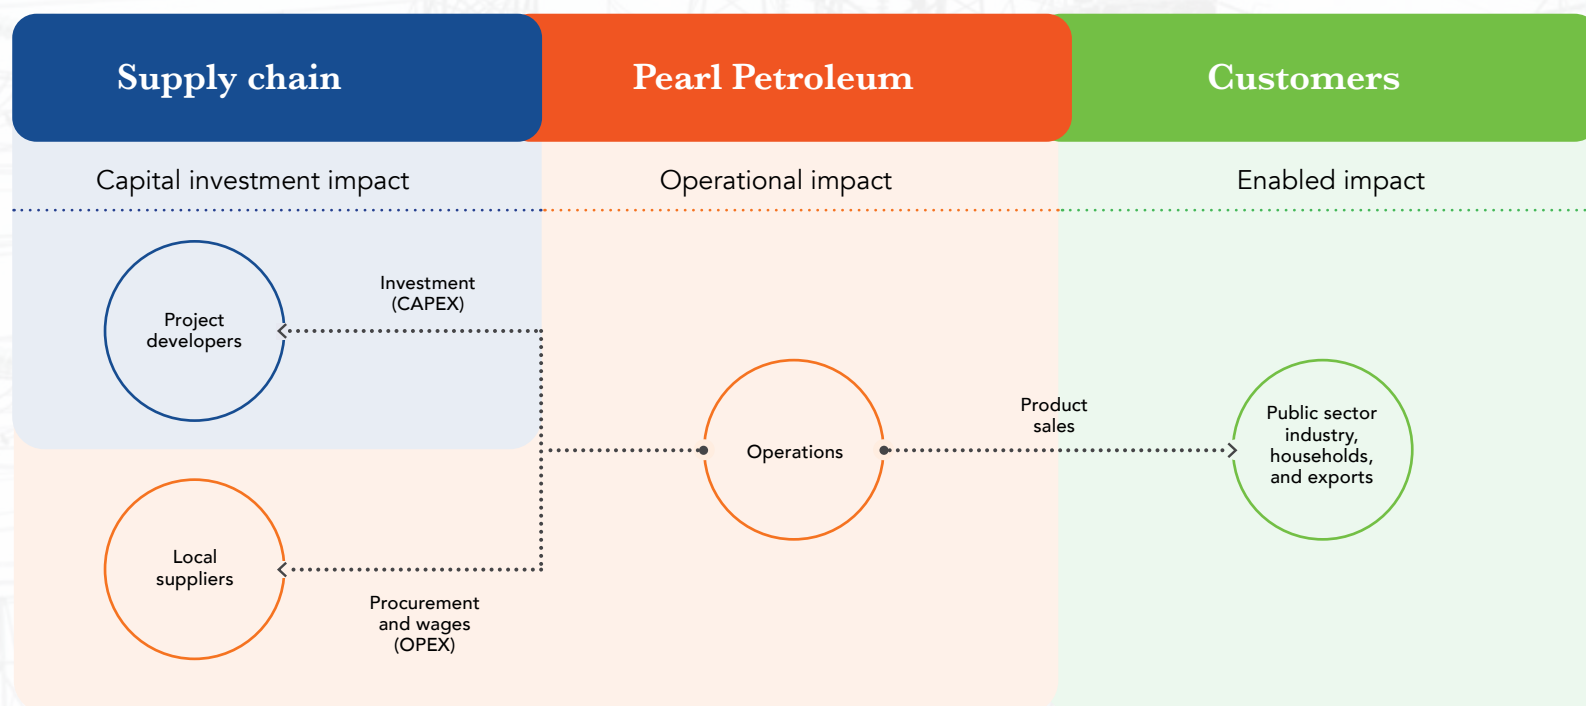 Supply chain
Pearl Petroleum
Customers
Capital investment impact
Operational impact
Enabled impact
Project
developers
Investment
(CAPEX)
Local
suppliers
Procurement
and wages
(OPEX)
Operations
Product
sales
Public sector
industry,
households,
and exports